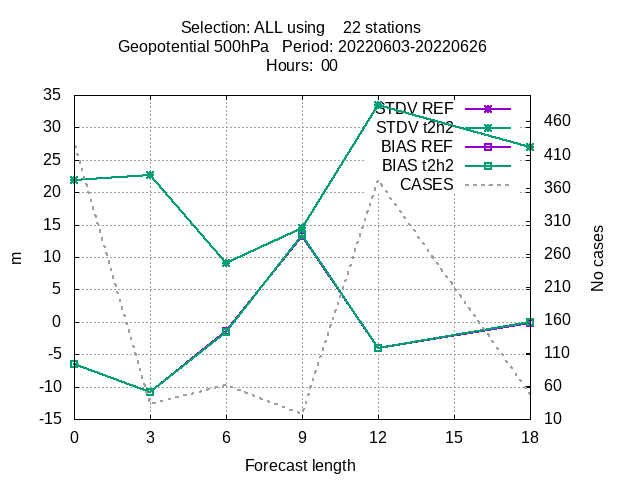 Selection: ALL using    22 stations
Geopotential 500hPa   Period: 20220603-20220626
Hours:  00
35
30
25
20
15
10
5
0
-5
-10
-15
m
STDV REF
STDV t2h2
BIAS REF
BIAS t2h2
CASES
460
410
360
310
260
210
160
110
60
10
No cases
0 3 6 9 12 15 18
Forecast length